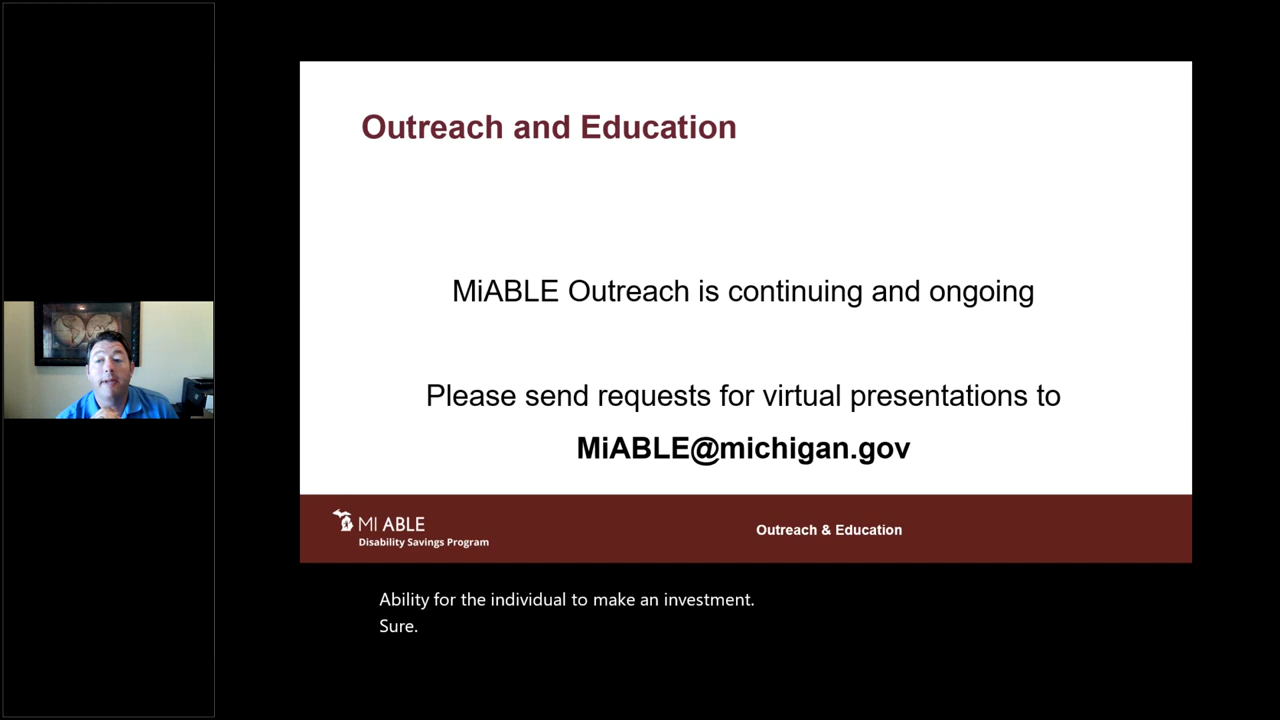 Outreach and Education
MiABLE Outreach is continuing and ongoing
Please send requests for virtual presentations to
MiABLE@michigan.gov
MI ABLE
Disability Savings Program
Outreach & Education
Ability for the individual to make an investment.
Sure.